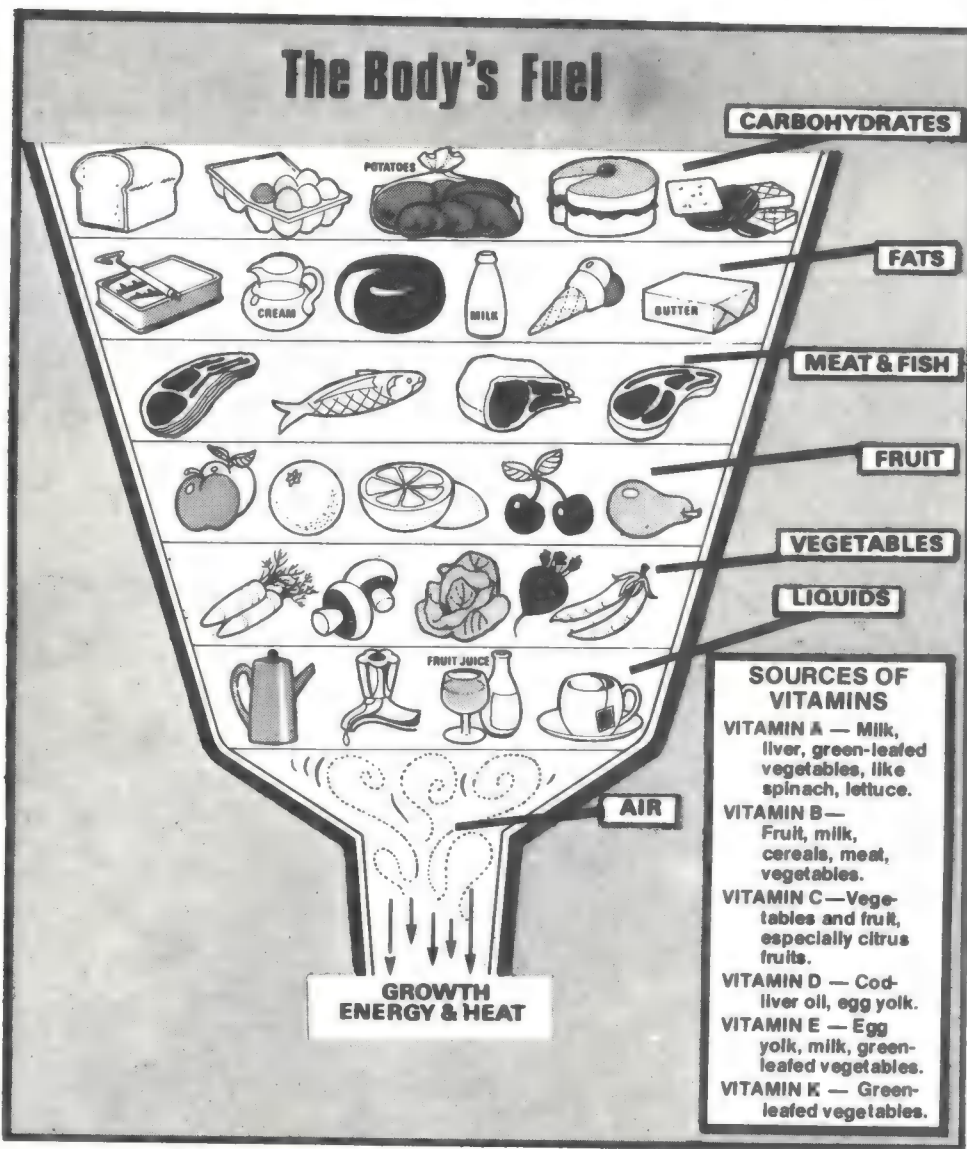 The Body's Fuel
CARBOHYDRATES
POTATOES
FATS
CREAM
MILK
BUTTER
MEAT & FISH
FRUIT
VEGETABLES
LIQUIDS
FRUIT JUICE
AIR
GROWTH
ENERGY & HEAT
SOURCES OF
VITAMINS
VITAMIN A — Milk,
liver, green-leafed
vegetables, like
spinach, lettuce.
VITAMIN B—
Fruit, milk,
cereals, meat,
vegetables.
VITAMIN C—Vege-
tables and fruit,
especially citrus
fruits.
VITAMIN D — Cod-
liver oil, egg yolk.
VITAMIN E — Egg
yolk, milk, green-
leafed vegetables.
VITAMIN K — Green-
leafed vegetables.